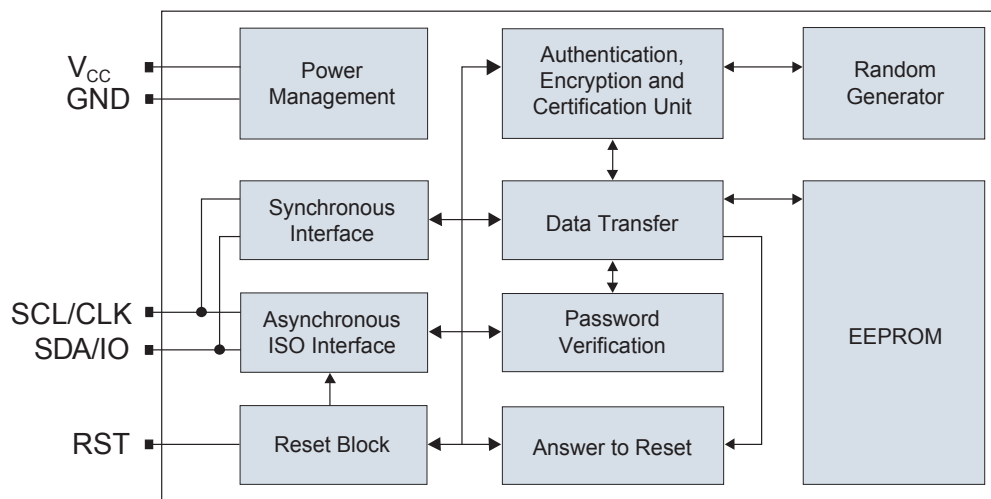 V_CC
GND
Power
Management
Authentication,
Encryption and
Certification Unit
Random
Generator
Synchronous
Interface
Data Transfer
EEPROM
SCL/CLK
SDA/IO
Asynchronous
ISO Interface
Password
Verification
RST
Reset Block
Answer to Reset